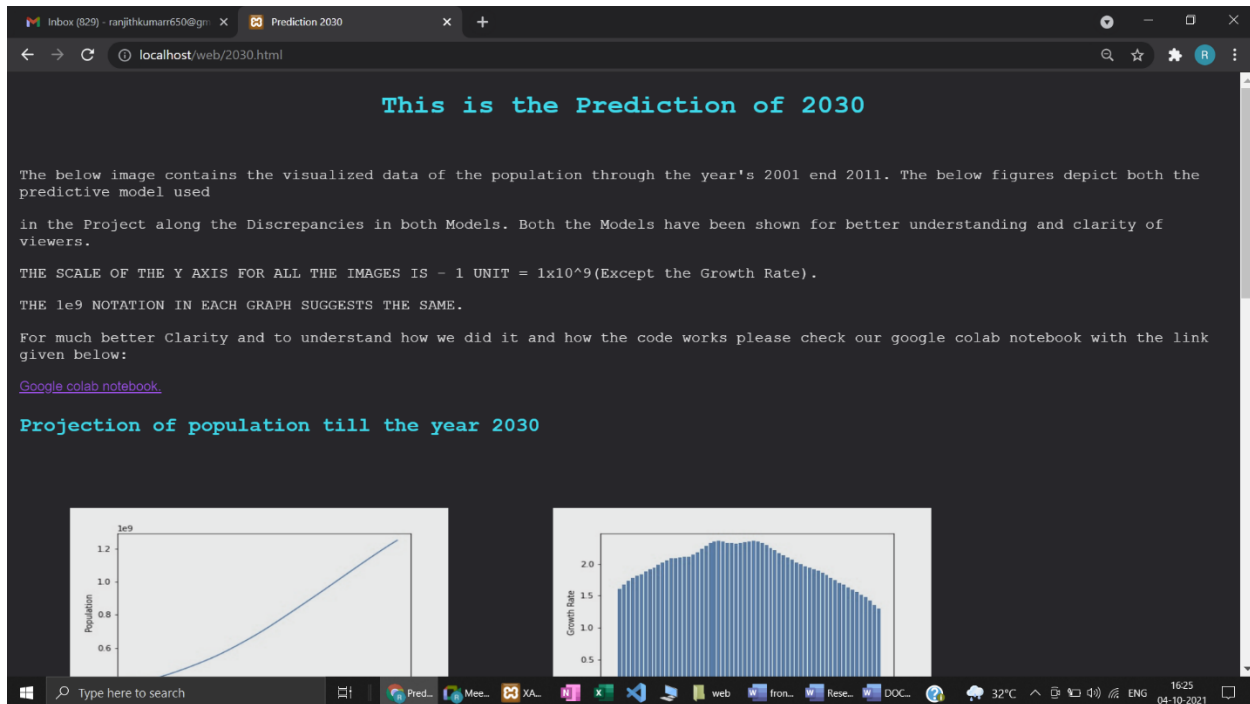 Inbox (829) - ranjithkumarr650@gm
Prediction 2030
localhost/web/2030.html
R
This is the Prediction of 2030
The below image contains the visualized data of the population through the year's 2001 end 2011. The below figures depict both the
predictive model used
in the Project along the Discrepancies in both Models. Both the Models have been shown for better understanding and clarity of
viewers.
THE SCALE OF THE Y AXIS FOR ALL THE IMAGES IS - 1 UNIT = 1x10^9(Except the Growth Rate).
THE 1e9 NOTATION IN EACH GRAPH SUGGESTS THE SAME.
For much better Clarity and to understand how we did it and how the code works please check our google colab notebook with the link
given below:
Google colab notebook.
Projection of population till the year 2030
1e9
1.2
1.0
0.8
0.6
Population
2.0
1.5
1.0
0.5
Growth Rate
Type here to search
Pred...
Mee...
XA...
web
fron...
Rese...
DOC...
32°C
ENG
16:25
04-10-2021